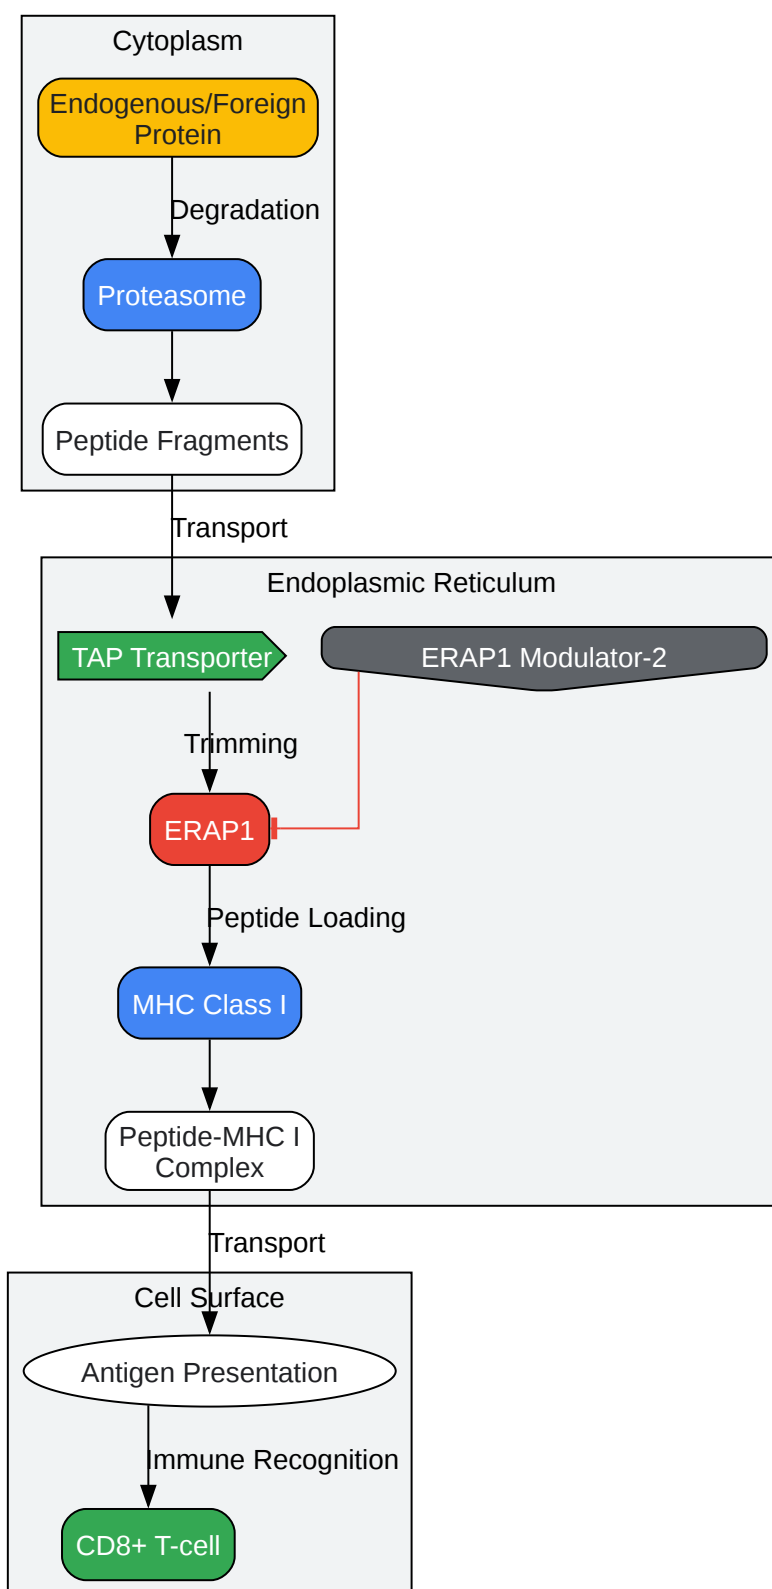 Cytoplasm
Endogenous/Foreign
Protein
Degradation
Proteasome
Peptide Fragments
Transport
Endoplasmic Reticulum
TAP Transporter
ERAP1 Modulator-2
Trimming
ERAP1
Peptide Loading
MHC Class I
Peptide-MHC I
Complex
Transport
Cell Surface
Antigen Presentation
Immune Recognition
CD8+ T-cell